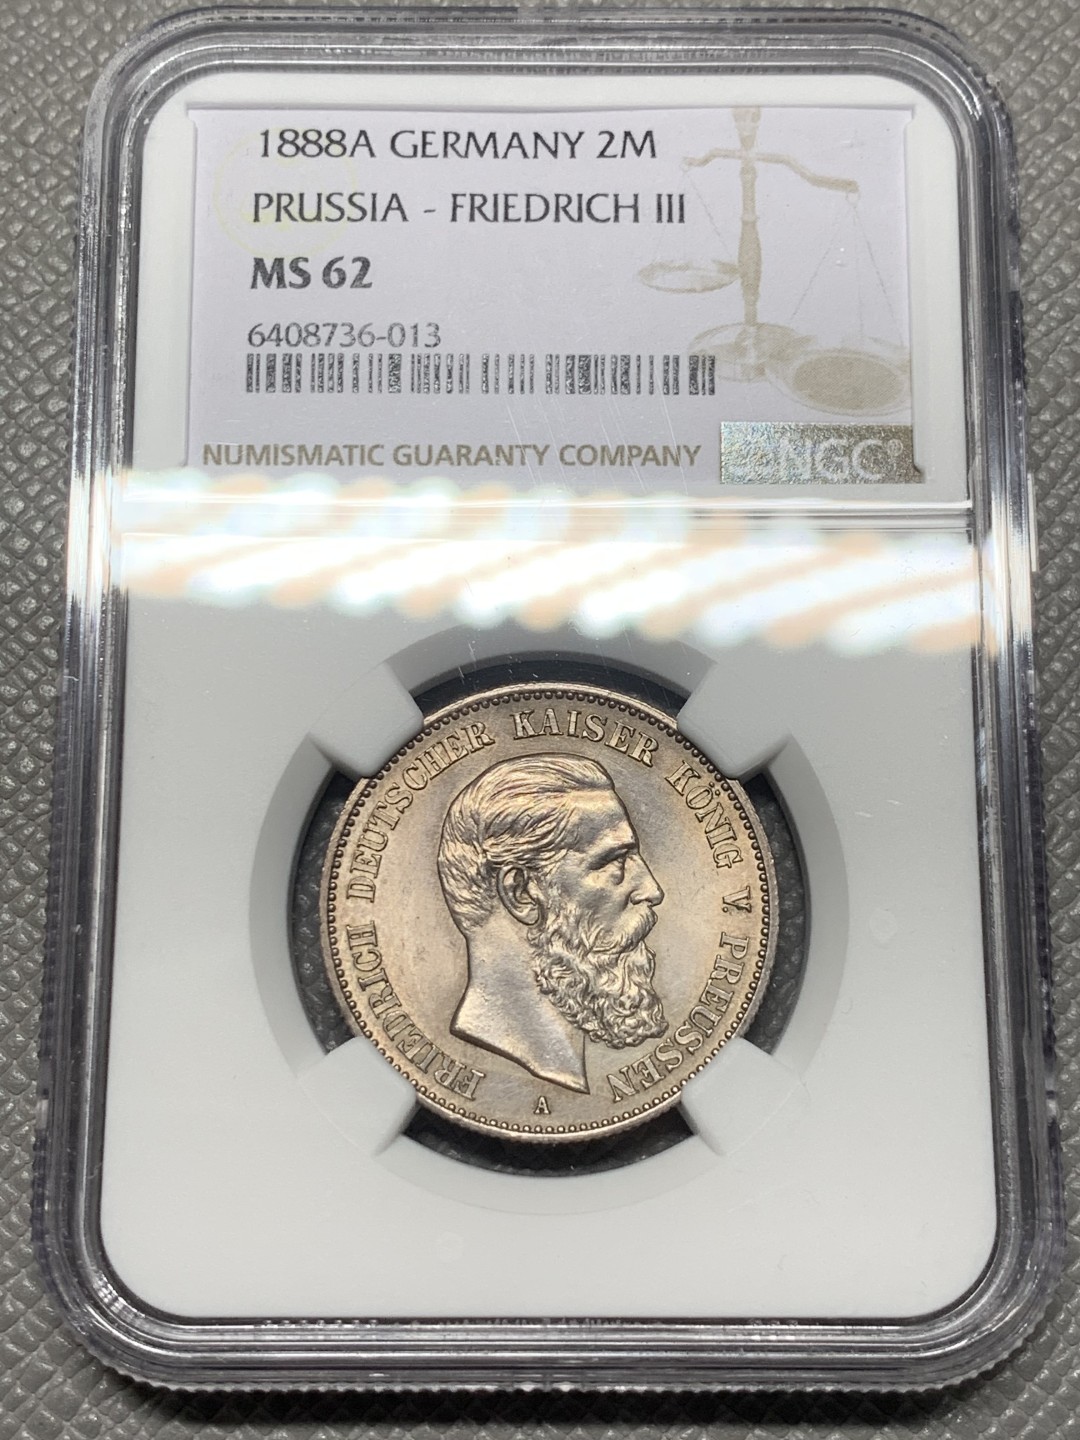 1888A GERMANY 2M
PRUSSIA - FRIEDRICH III
MS 62
6408736-013
NUMISMATIC GUARANTY COMPANY
NGC
FRIEDRICH DEUTSCHER KAISER KÖNIG V. PREUSSEN
A